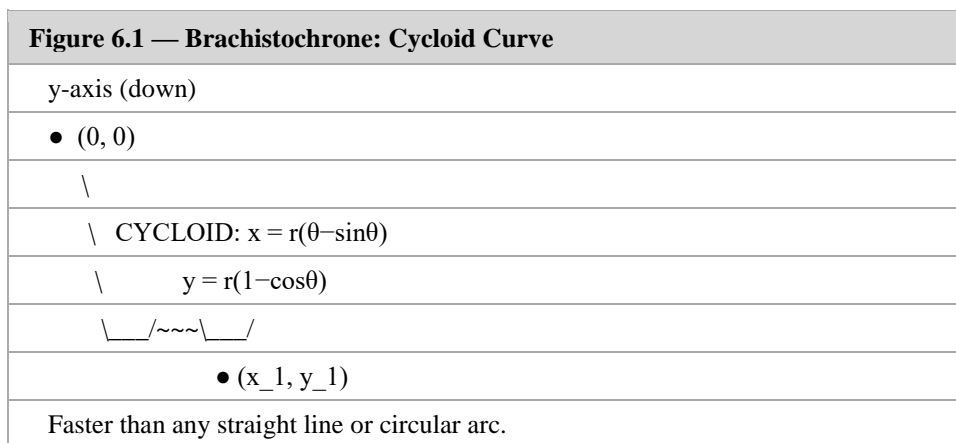 Figure 6.1 — Brachistochrone: Cycloid Curve
y-axis (down)
● (0, 0)
\
\ CYCLOID: x = r(θ−sinθ)
\ y = r(1−cosθ)
\___/~~~\___/
● (x_1, y_1)
Faster than any straight line or circular arc.